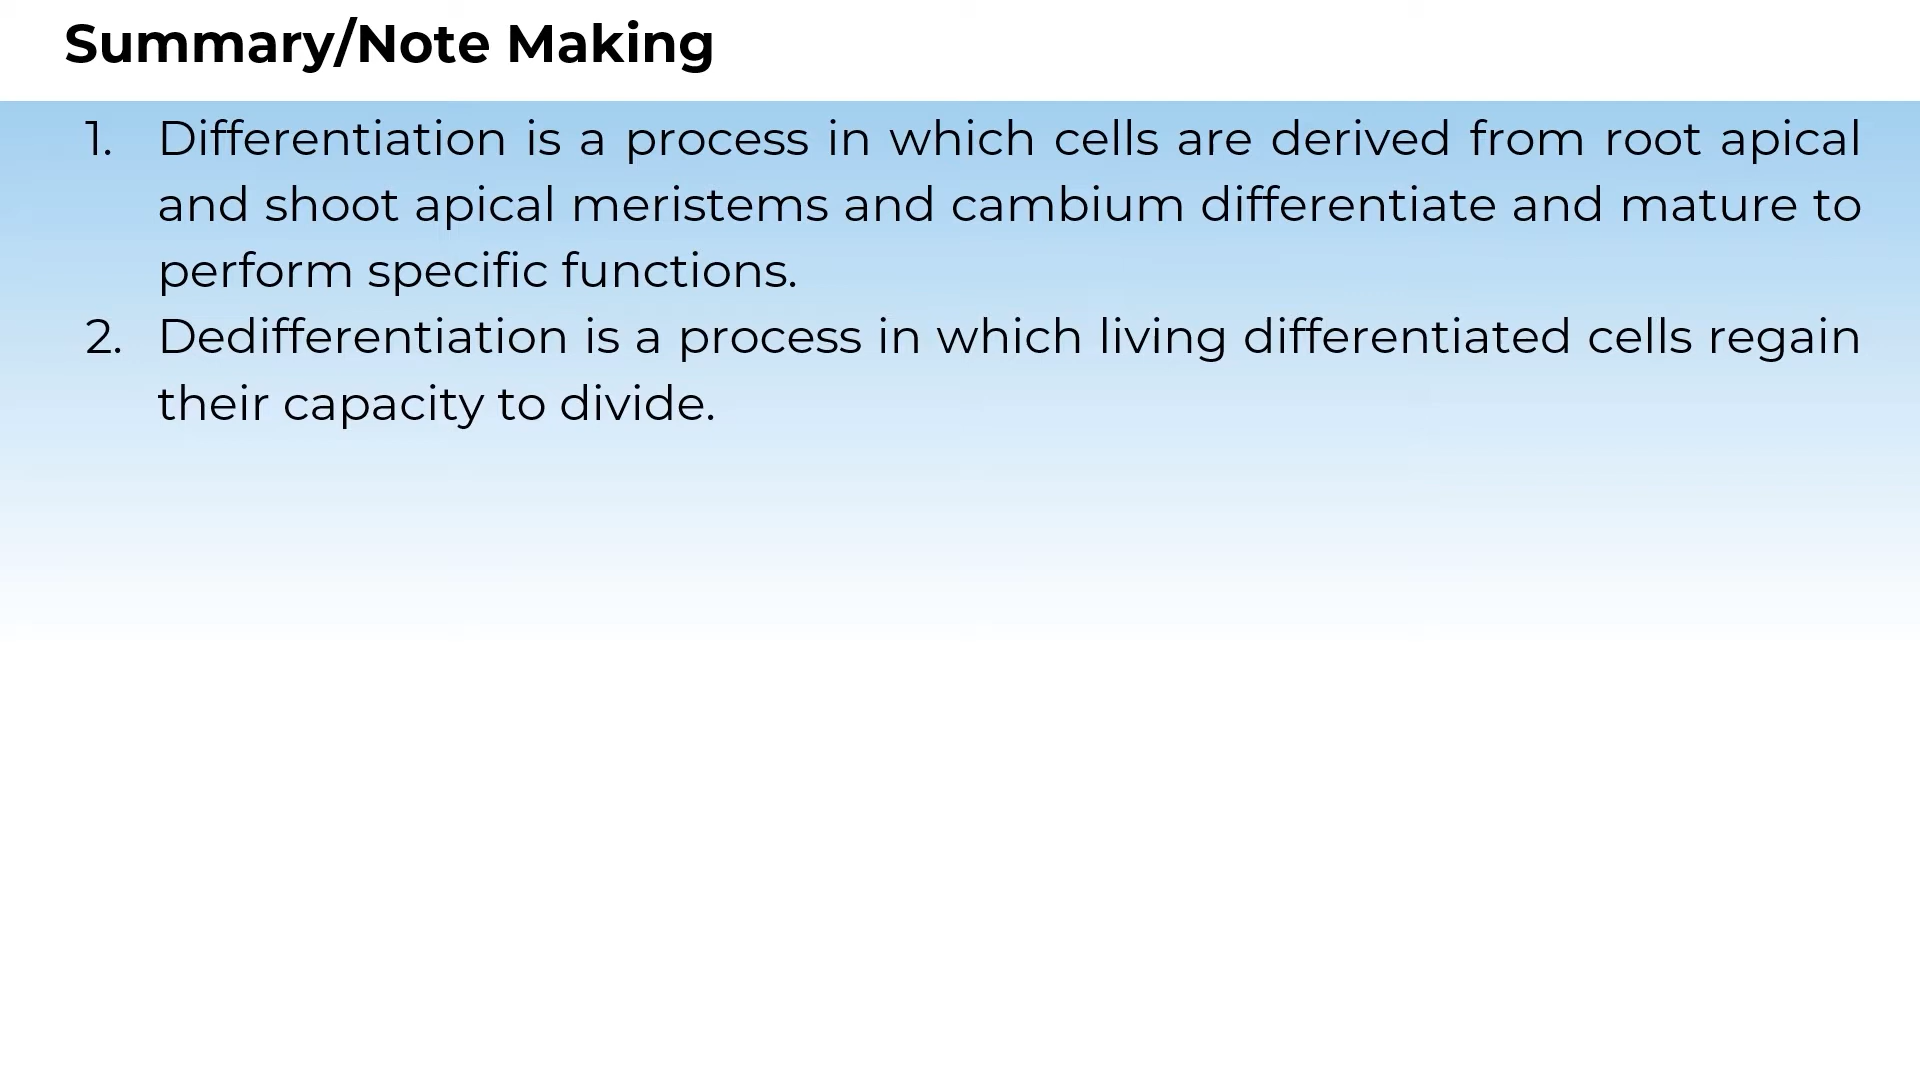 Summary/Note Making
1. Differentiation is a process in which cells are derived from root apical
and shoot apical meristems and cambium differentiate and mature to
perform specific functions.
2. Dedifferentiation is a process in which living differentiated cells regain
their capacity to divide.